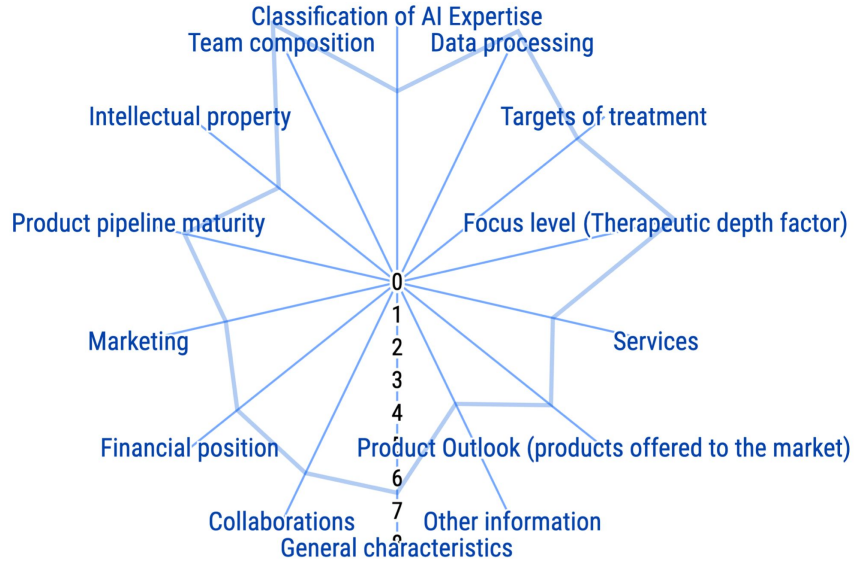 Classification of AI Expertise
Team composition
Data processing
Intellectual property
Targets of treatment
Product pipeline maturity
Focus level (Therapeutic depth factor)
0
1
2
3
4
Marketing
Services
Financial position
Product Outlook (products offered to the market)
6
7
Collaborations
Other information
General characteristics